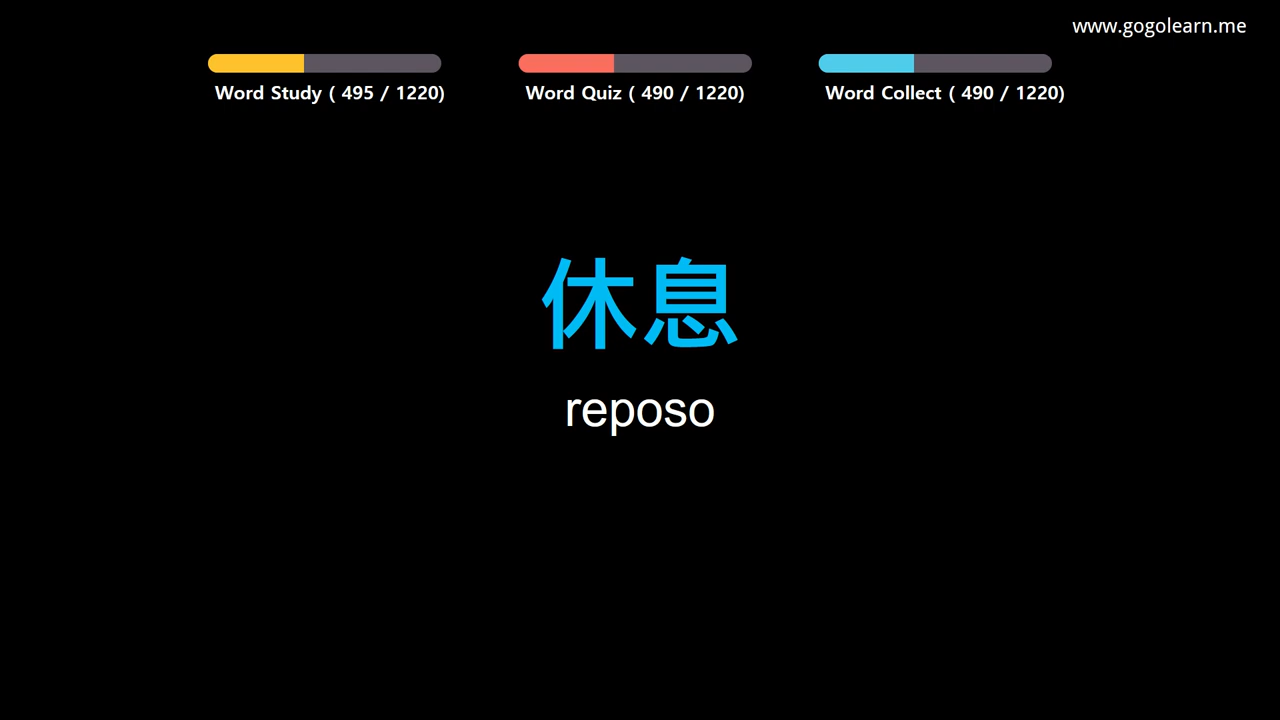 www.gogolearn.me
Word Study ( 495 / 1220)
Word Quiz ( 490 / 1220)
Word Collect ( 490 / 1220)
休息
reposo